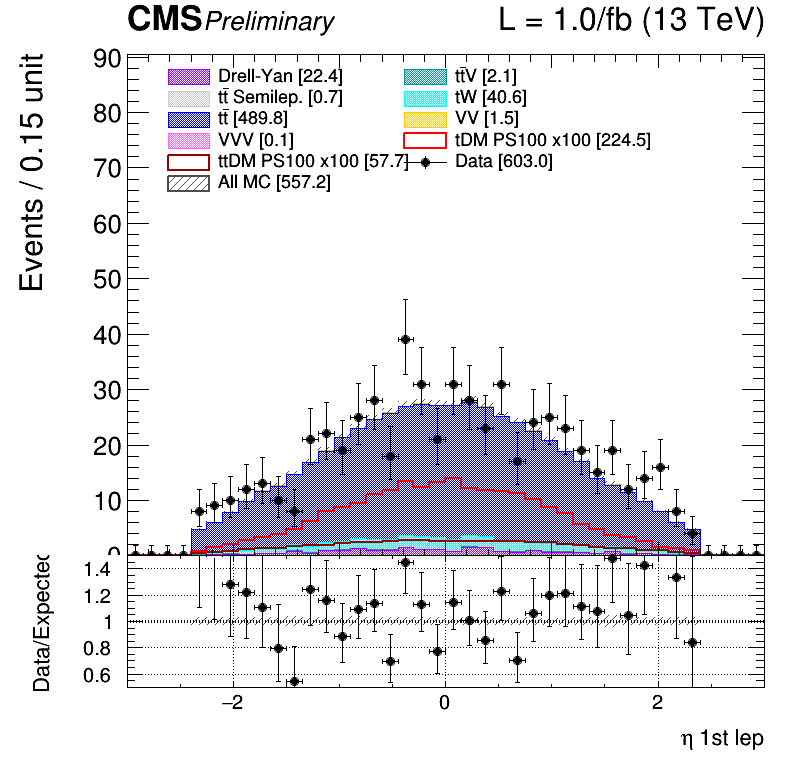 CMS Preliminary L = 1.0/fb (13 TeV)
Events / 0.15 unit
90
80
70
60
50
40
30
20
10
0
Drell-Yan [22.4]
tt̄V [2.1]
tt̄ Semilep. [0.7]
tW [40.6]
tt̄ [489.8]
VV [1.5]
VVV [0.1]
tDM PS100 x100 [224.5]
ttDM PS100 x100 [57.7]
Data [603.0]
All MC [557.2]
Data/Expected
1.4
1.2
1
0.8
0.6
−2 0 2
η 1st lep